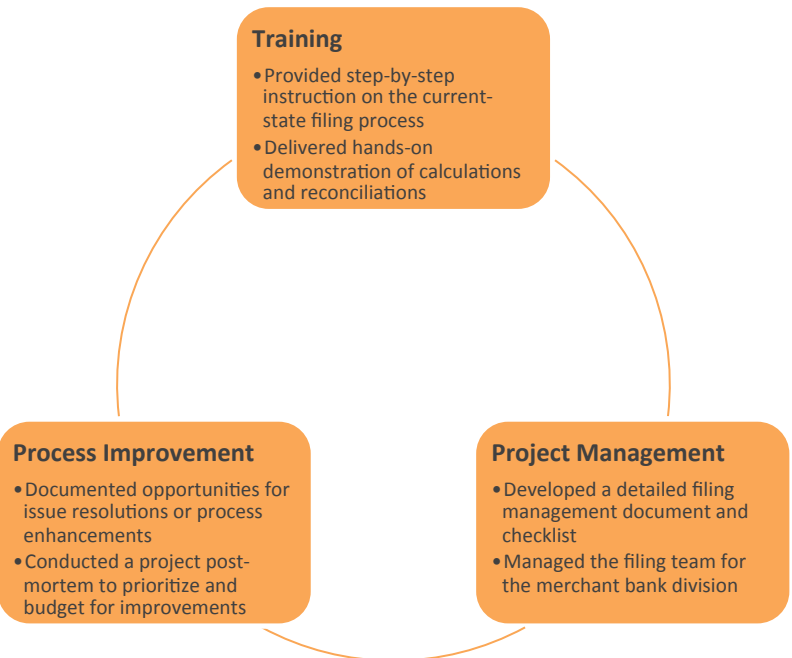 Training
•Provided step-by-step
instruction on the current-
state filing process
•Delivered hands-on
demonstration of calculations
and reconciliations
Process Improvement
•Documented opportunities for
issue resolutions or process
enhancements
•Conducted a project post-
mortem to prioritize and
budget for improvements
Project Management
•Developed a detailed filing
management document and
checklist
•Managed the filing team for
the merchant bank division